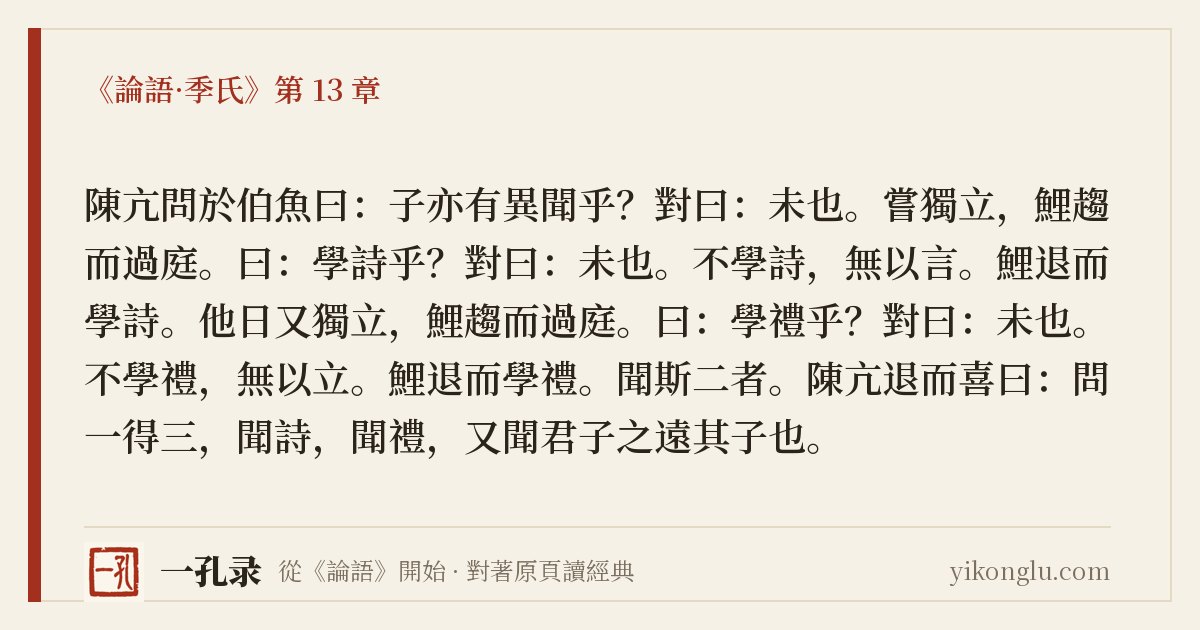 《論語·季氏》第 13 章
陳亢問於伯魚曰：子亦有異聞乎？對曰：未也。嘗獨立，鯉趨
而過庭。曰：學詩乎？對曰：未也。不學詩，無以言。鯉退而
學詩。他日又獨立，鯉趨而過庭。曰：學禮乎？對曰：未也。
不學禮，無以立。鯉退而學禮。聞斯二者。陳亢退而喜曰：問
一得三，聞詩，聞禮，又聞君子之遠其子也。
一孔
一孔录 從《論語》開始 · 對著原頁讀經典 yikonglu.com